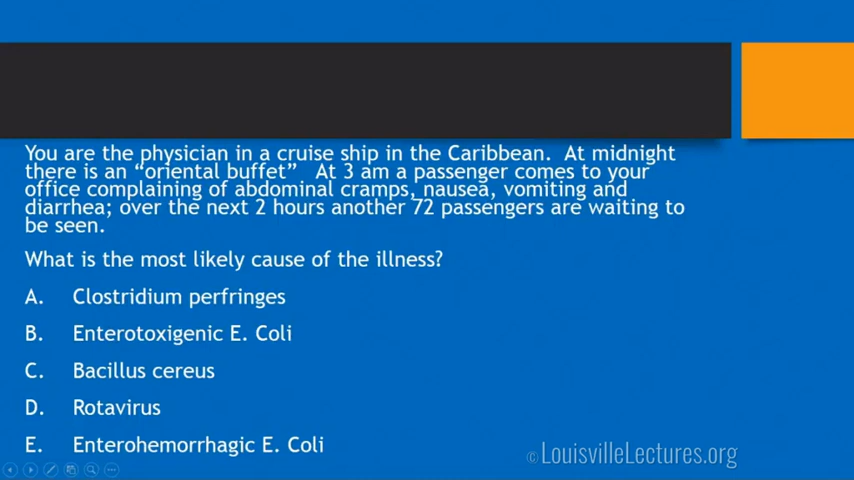 You are the physician in a cruise ship in the Caribbean. At midnight
there is an “oriental buffet” At 3 am a passenger comes to your
office complaining of abdominal cramps, nausea, vomiting and
diarrhea; over the next 2 hours another 72 passengers are waiting to
be seen.
What is the most likely cause of the illness?
A. Clostridium perfringes
B. Enterotoxigenic E. Coli
C. Bacillus cereus
D. Rotavirus
E. Enterohemorrhagic E. Coli
© LouisvilleLectures.org